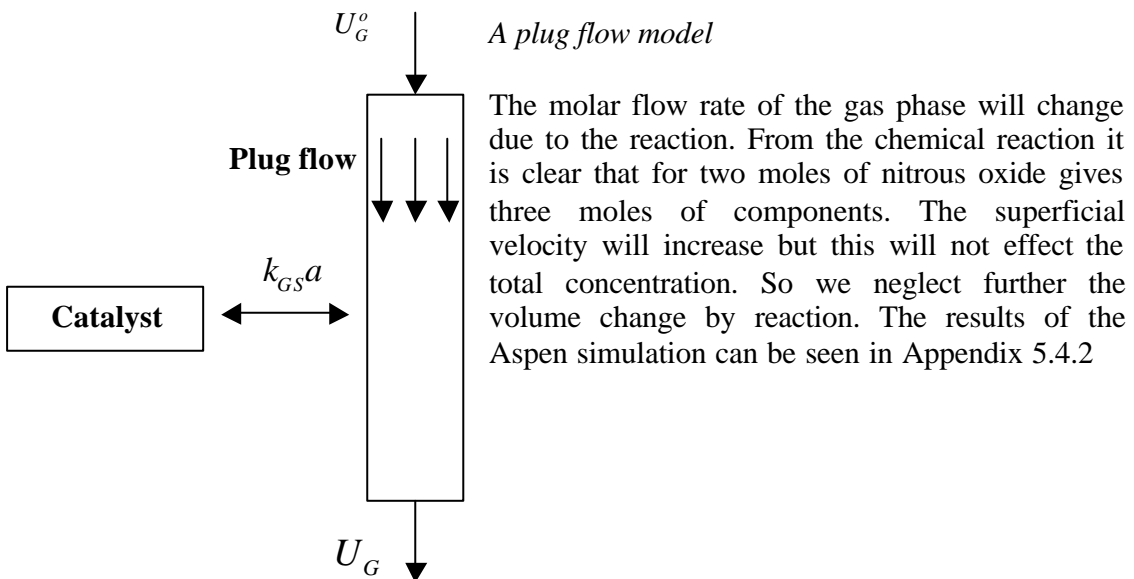 U_G^o
A plug flow model
The molar flow rate of the gas phase will change
due to the reaction. From the chemical reaction it
is clear that for two moles of nitrous oxide gives
three moles of components. The superficial
velocity will increase but this will not effect the
total concentration. So we neglect further the
volume change by reaction. The results of the
Aspen simulation can be seen in Appendix 5.4.2
Plug flow
k_{GS}a
Catalyst
U_G